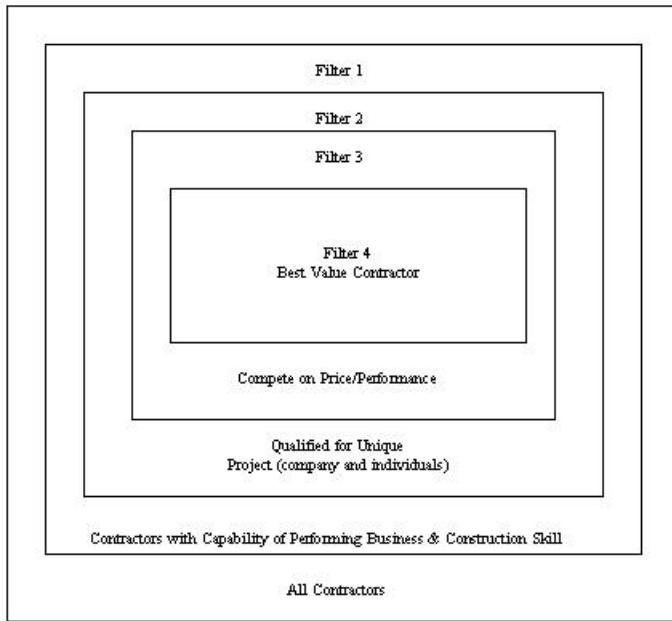 Filter 1
Filter 2
Filter 3
Filter 4
Best Value Contractor
Compete on Price/Performance
Qualified for Unique
Project (company and individuals)
Contractors with Capability of Performing Business & Construction Skill
All Contractors